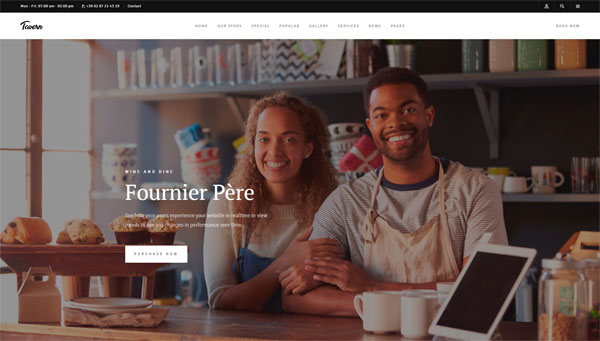 Mon - Fri: 07:00 am - 05:00 pm
+39 02 87 21 43 19
Contact
Tavern
HOME
OUR STORY
SPECIAL
POPULAR
GALLERY
SERVICES
NEWS
PAGES
BOOK NOW
WINE AND DINE
Fournier Père
See how your users experience your website in realtime or view
trends to see any changes in performance over time.
PURCHASE NOW